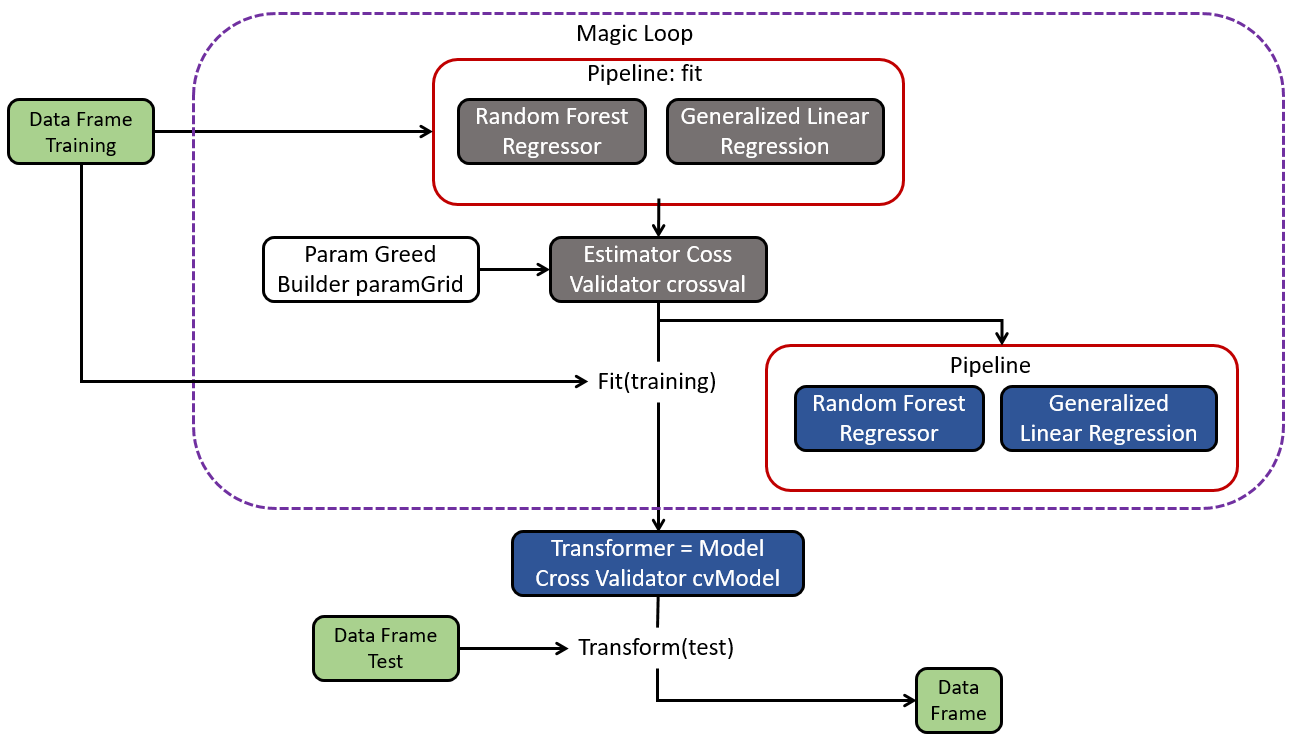 Magic Loop
Pipeline: fit
Data Frame
Training
Random Forest
Regressor
Generalized Linear
Regression
Param Greed
Builder paramGrid
Estimator Coss
Validator crossval
Fit(training)
Pipeline
Random Forest
Regressor
Generalized
Linear Regression
Transformer = Model
Cross Validator cvModel
Data Frame
Test
Transform(test)
Data
Frame